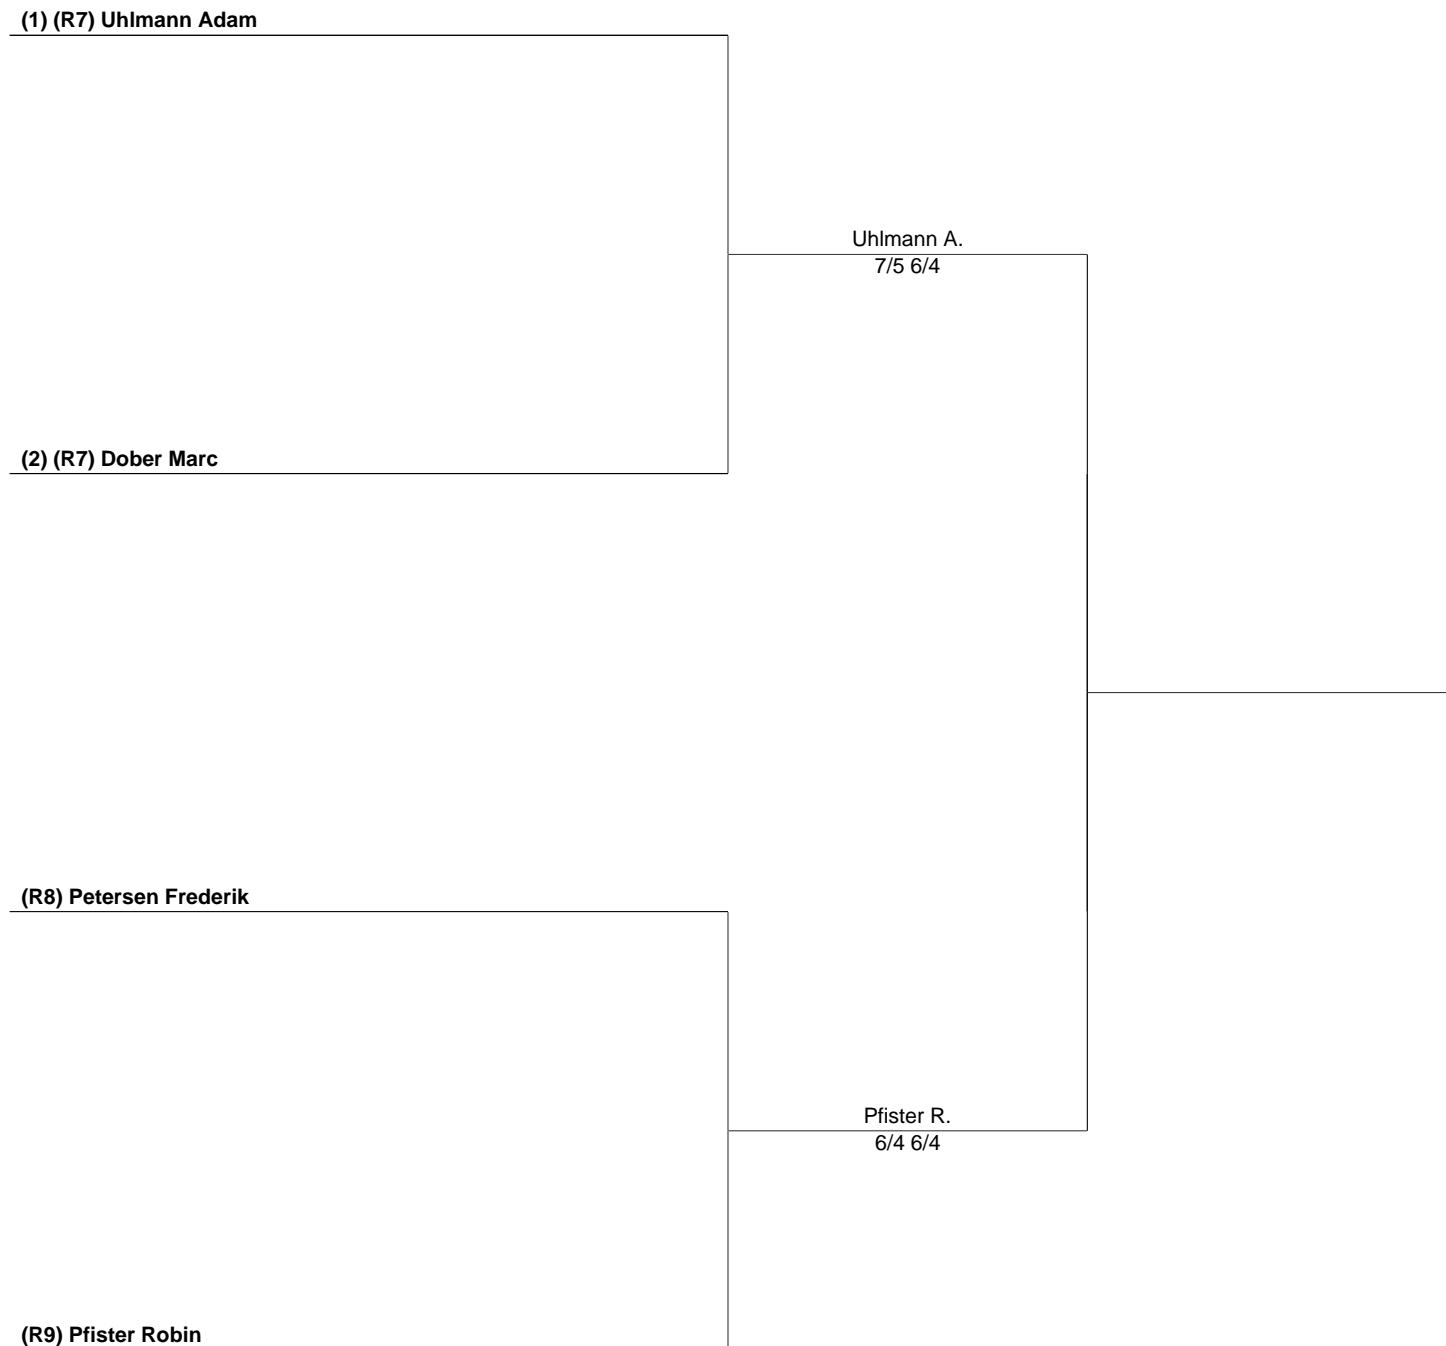 (1) (R7) Uhlmann Adam
Uhlmann A.
7/5 6/4
(2) (R7) Dober Marc
(R8) Petersen Frederik
Pfister R.
6/4 6/4
(R9) Pfister Robin